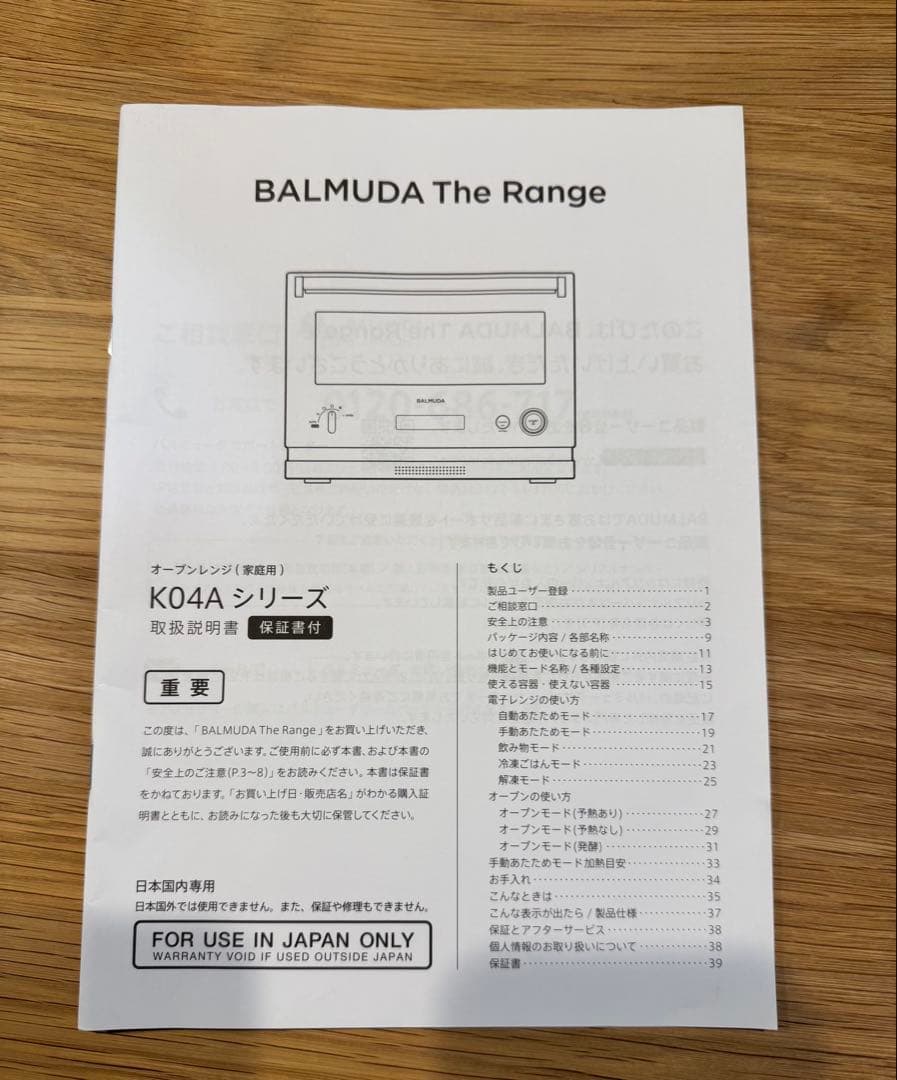 BALMUDA The Range
BALMUDA
オーブンレンジ(家庭用)
K04A シリーズ
取扱説明書 保証書付
重要
この度は、「BALMUDA The Range」をお買い上げいただき、
誠にありがとうございます。ご使用前に必ず本書、および本書の
「安全上のご注意(P.3〜8)」をお読みください。本書は保証書
をかねております。「お買い上げ日・販売店名」がわかる購入証
明書とともに、お読みになった後も大切に保管してください。
日本国内専用
日本国外では使用できません。また、保証や修理もできません。
FOR USE IN JAPAN ONLY
WARRANTY VOID IF USED OUTSIDE JAPAN
もくじ
製品ユーザー登録 1
ご相談窓口 2
安全上の注意 3
パッケージ内容 / 各部名称 9
はじめてお使いになる前に 11
機能とモード名称 / 各種設定 13
使える容器・使えない容器 15
電子レンジの使い方
自動あたためモード 17
手動あたためモード 19
飲み物モード 21
冷凍ごはんモード 23
解凍モード 25
オーブンの使い方
オーブンモード(予熱あり) 27
オーブンモード(予熱なし) 29
オーブンモード(発酵) 31
手動あたためモード加熱目安 33
お手入れ 34
こんなときは 35
こんな表示が出たら / 製品仕様 37
保証とアフターサービス 38
個人情報のお取り扱いについて 38
保証書 39